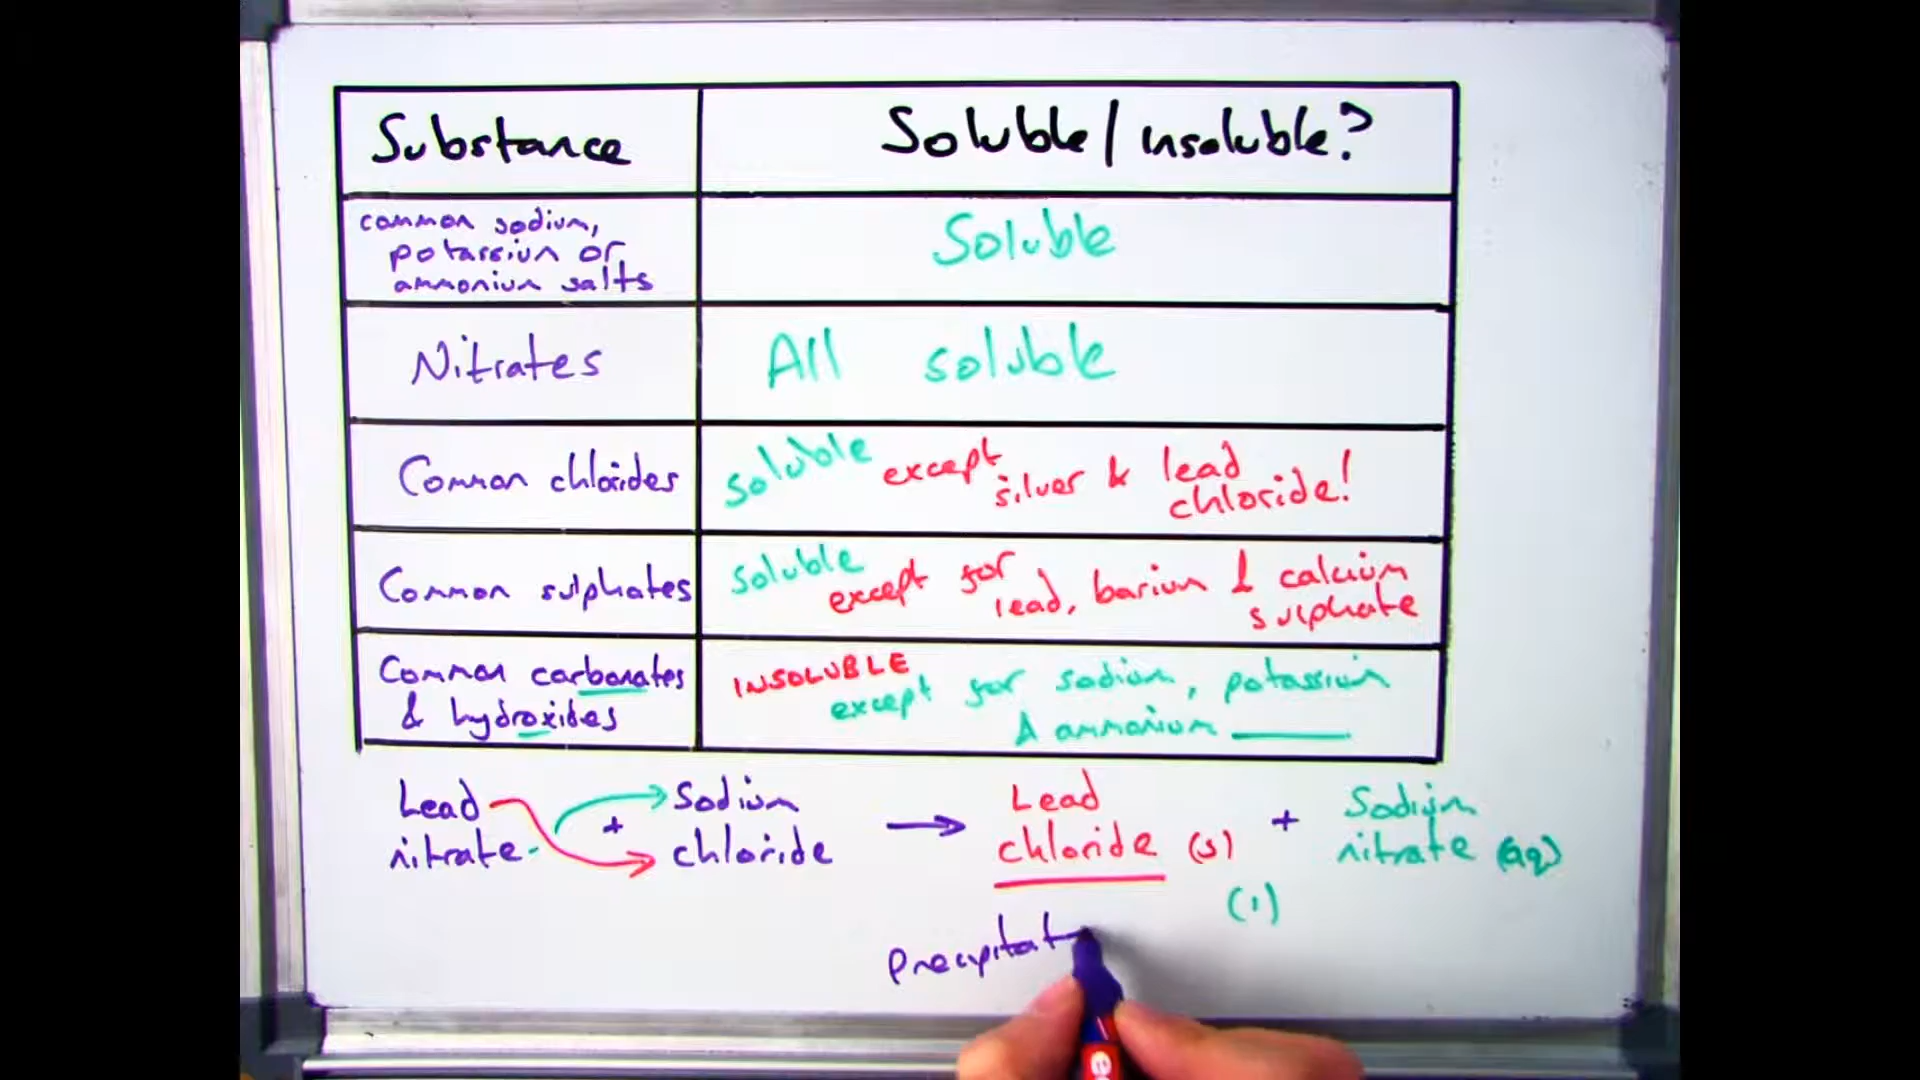 Substance
Soluble/insoluble?
common sodium,
potassium or
ammonium salts
Soluble
Nitrates
All soluble
Common chlorides
soluble except
silver & lead
chloride!
Common sulphates
soluble
except for
lead, barium & calcium
sulphate
Common carbonates
& hydroxides
INSOLUBLE
except for sodium, potassium
& ammonium
Lead + Sodium → Lead + Sodium
nitrate chloride chloride (s) nitrate (aq)
(l)
Precipitat
e